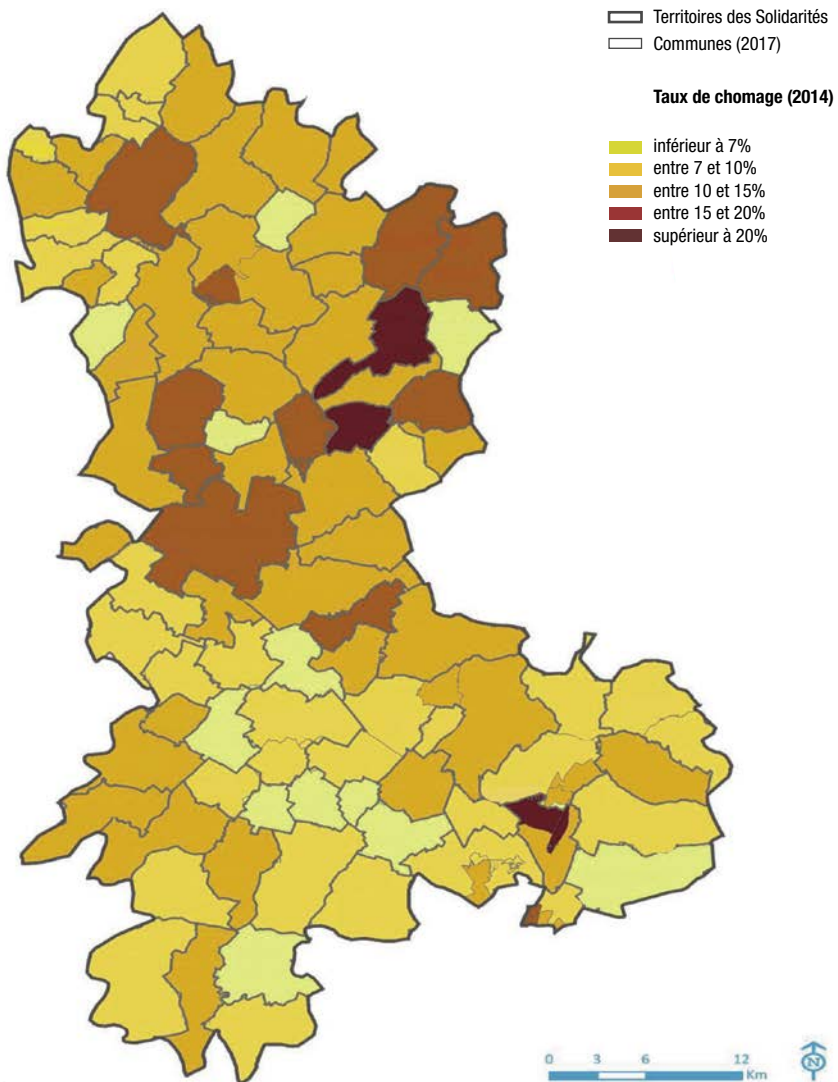 Territoires des Solidarités
Communes (2017)
Taux de chomage (2014)
inférieur à 7%
entre 7 et 10%
entre 10 et 15%
entre 15 et 20%
supérieur à 20%
0 3 6 12
Km
N